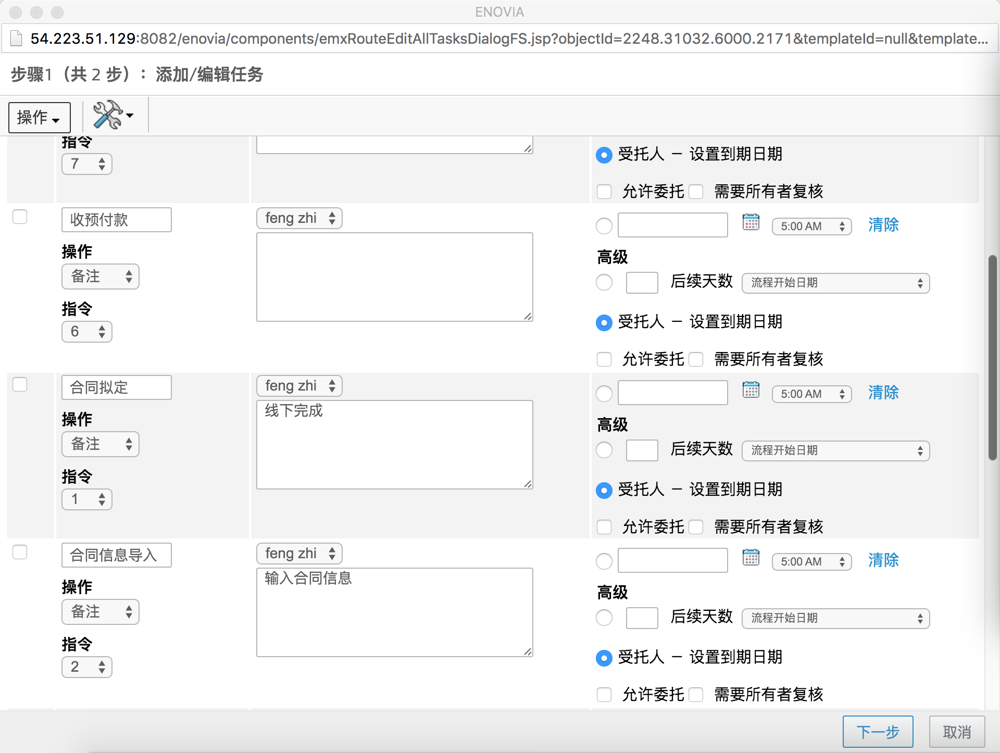 ENOVIA
54.223.51.129:8082/enovia/components/emxRouteEditAllTasksDialogFS.jsp?objectId=2248.31032.6000.2171&templateId=null&template...
步骤1（共 2 步）：添加/编辑任务
操作
指令
7
受托人 － 设置到期日期
允许委托 需要所有者复核
收预付款 feng zhi 5:00 AM 清除
操作 高级
备注 后续天数 流程开始日期
指令
6 受托人 － 设置到期日期
允许委托 需要所有者复核
合同拟定 feng zhi 5:00 AM 清除
线下完成
操作 高级
备注 后续天数 流程开始日期
指令
1 受托人 － 设置到期日期
允许委托 需要所有者复核
合同信息导入 feng zhi 5:00 AM 清除
输入合同信息
操作 高级
备注 后续天数 流程开始日期
指令
2 受托人 － 设置到期日期
允许委托 需要所有者复核
下一步 取消